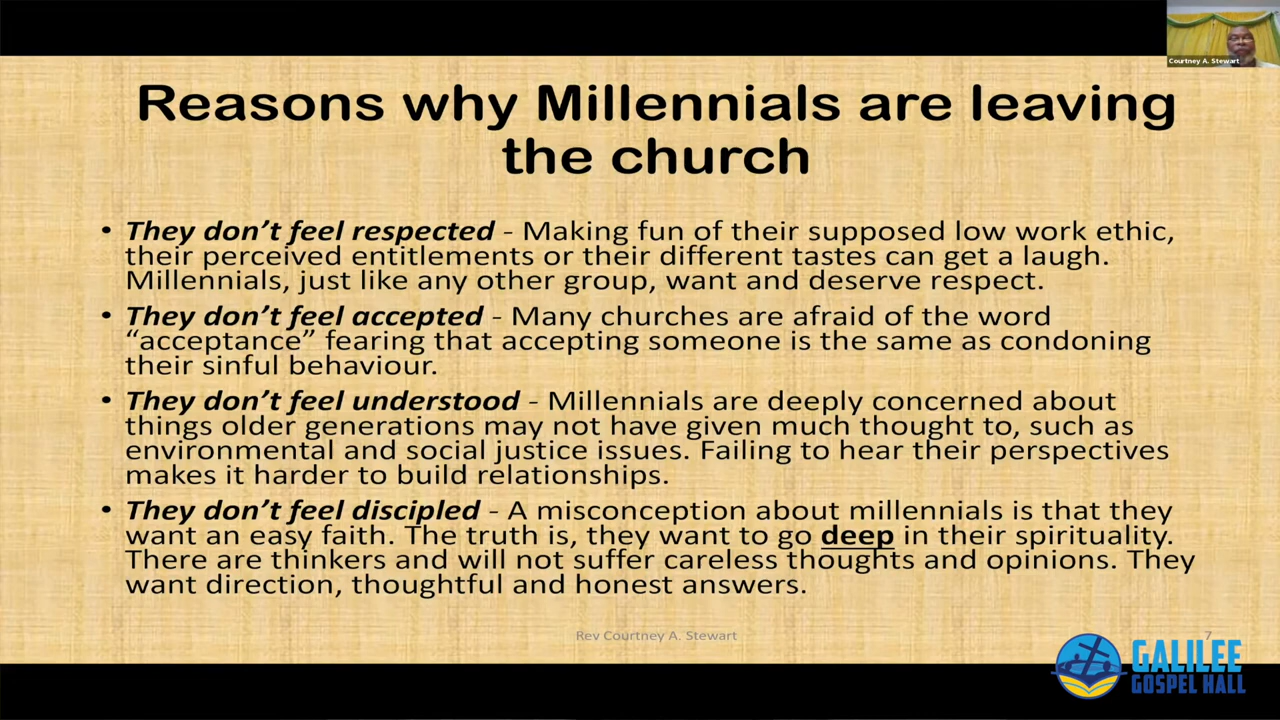 Courtney A. Stewart
Reasons why Millennials are leaving
the church
• They don't feel respected - Making fun of their supposed low work ethic,
their perceived entitlements or their different tastes can get a laugh.
Millennials, just like any other group, want and deserve respect.
• They don't feel accepted - Many churches are afraid of the word
“acceptance” fearing that accepting someone is the same as condoning
their sinful behaviour.
• They don't feel understood - Millennials are deeply concerned about
things older generations may not have given much thought to, such as
environmental and social justice issues. Failing to hear their perspectives
makes it harder to build relationships.
• They don't feel discipled - A misconception about millennials is that they
want an easy faith. The truth is, they want to go deep in their spirituality.
There are thinkers and will not suffer careless thoughts and opinions. They
want direction, thoughtful and honest answers.
Rev Courtney A. Stewart
7
GALILEE
GOSPEL HALL